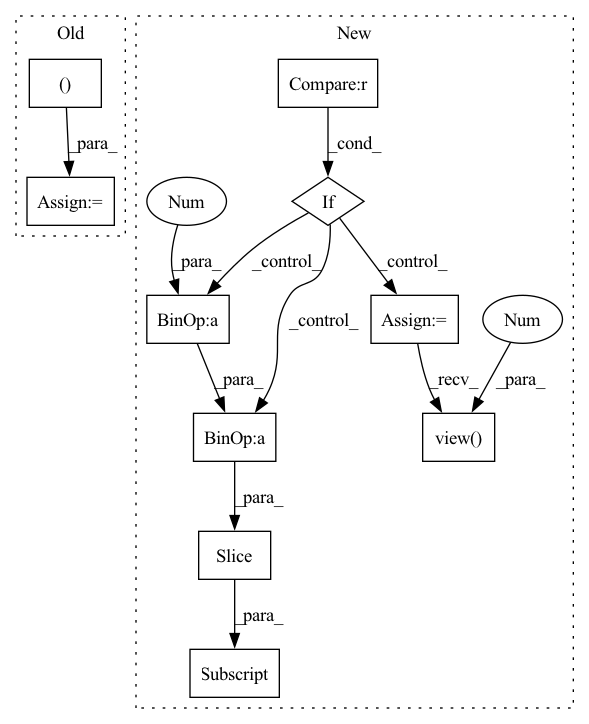 Old
New
()
Compare:r
_para_
_cond_
Assign:=
Num
If
_para_
_control_
_control_
_control_
BinOp:a
Assign:=
Num
_para_
_recv_
_para_
BinOp:a
view()
_para_
Slice
_para_
Subscript